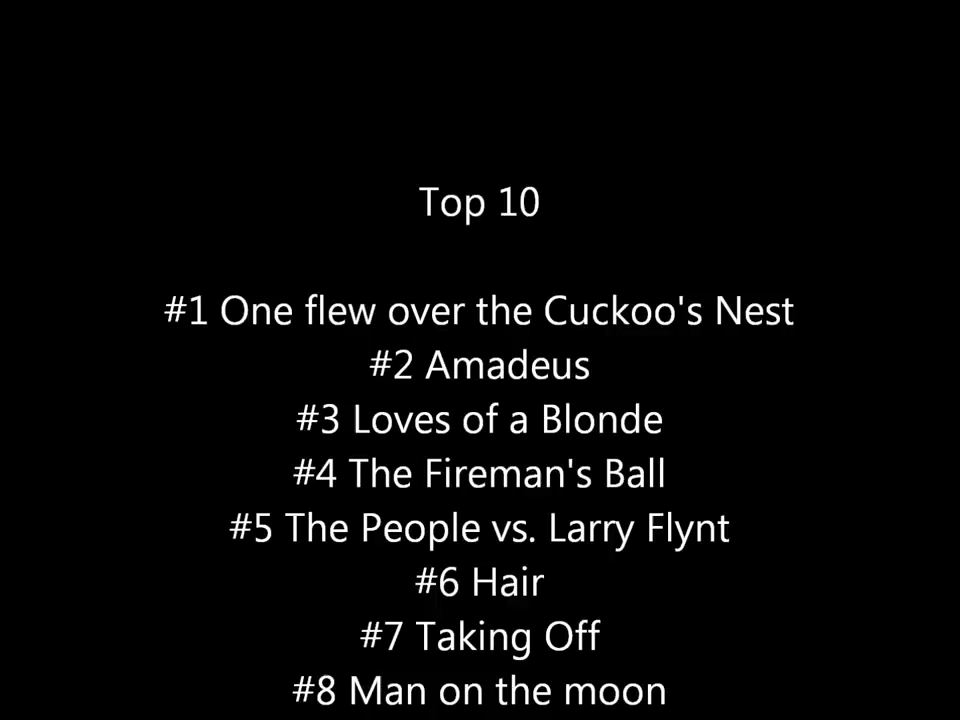 Top 10
#1 One flew over the Cuckoo's Nest
#2 Amadeus
#3 Loves of a Blonde
#4 The Fireman's Ball
#5 The People vs. Larry Flynt
#6 Hair
#7 Taking Off
#8 Man on the moon